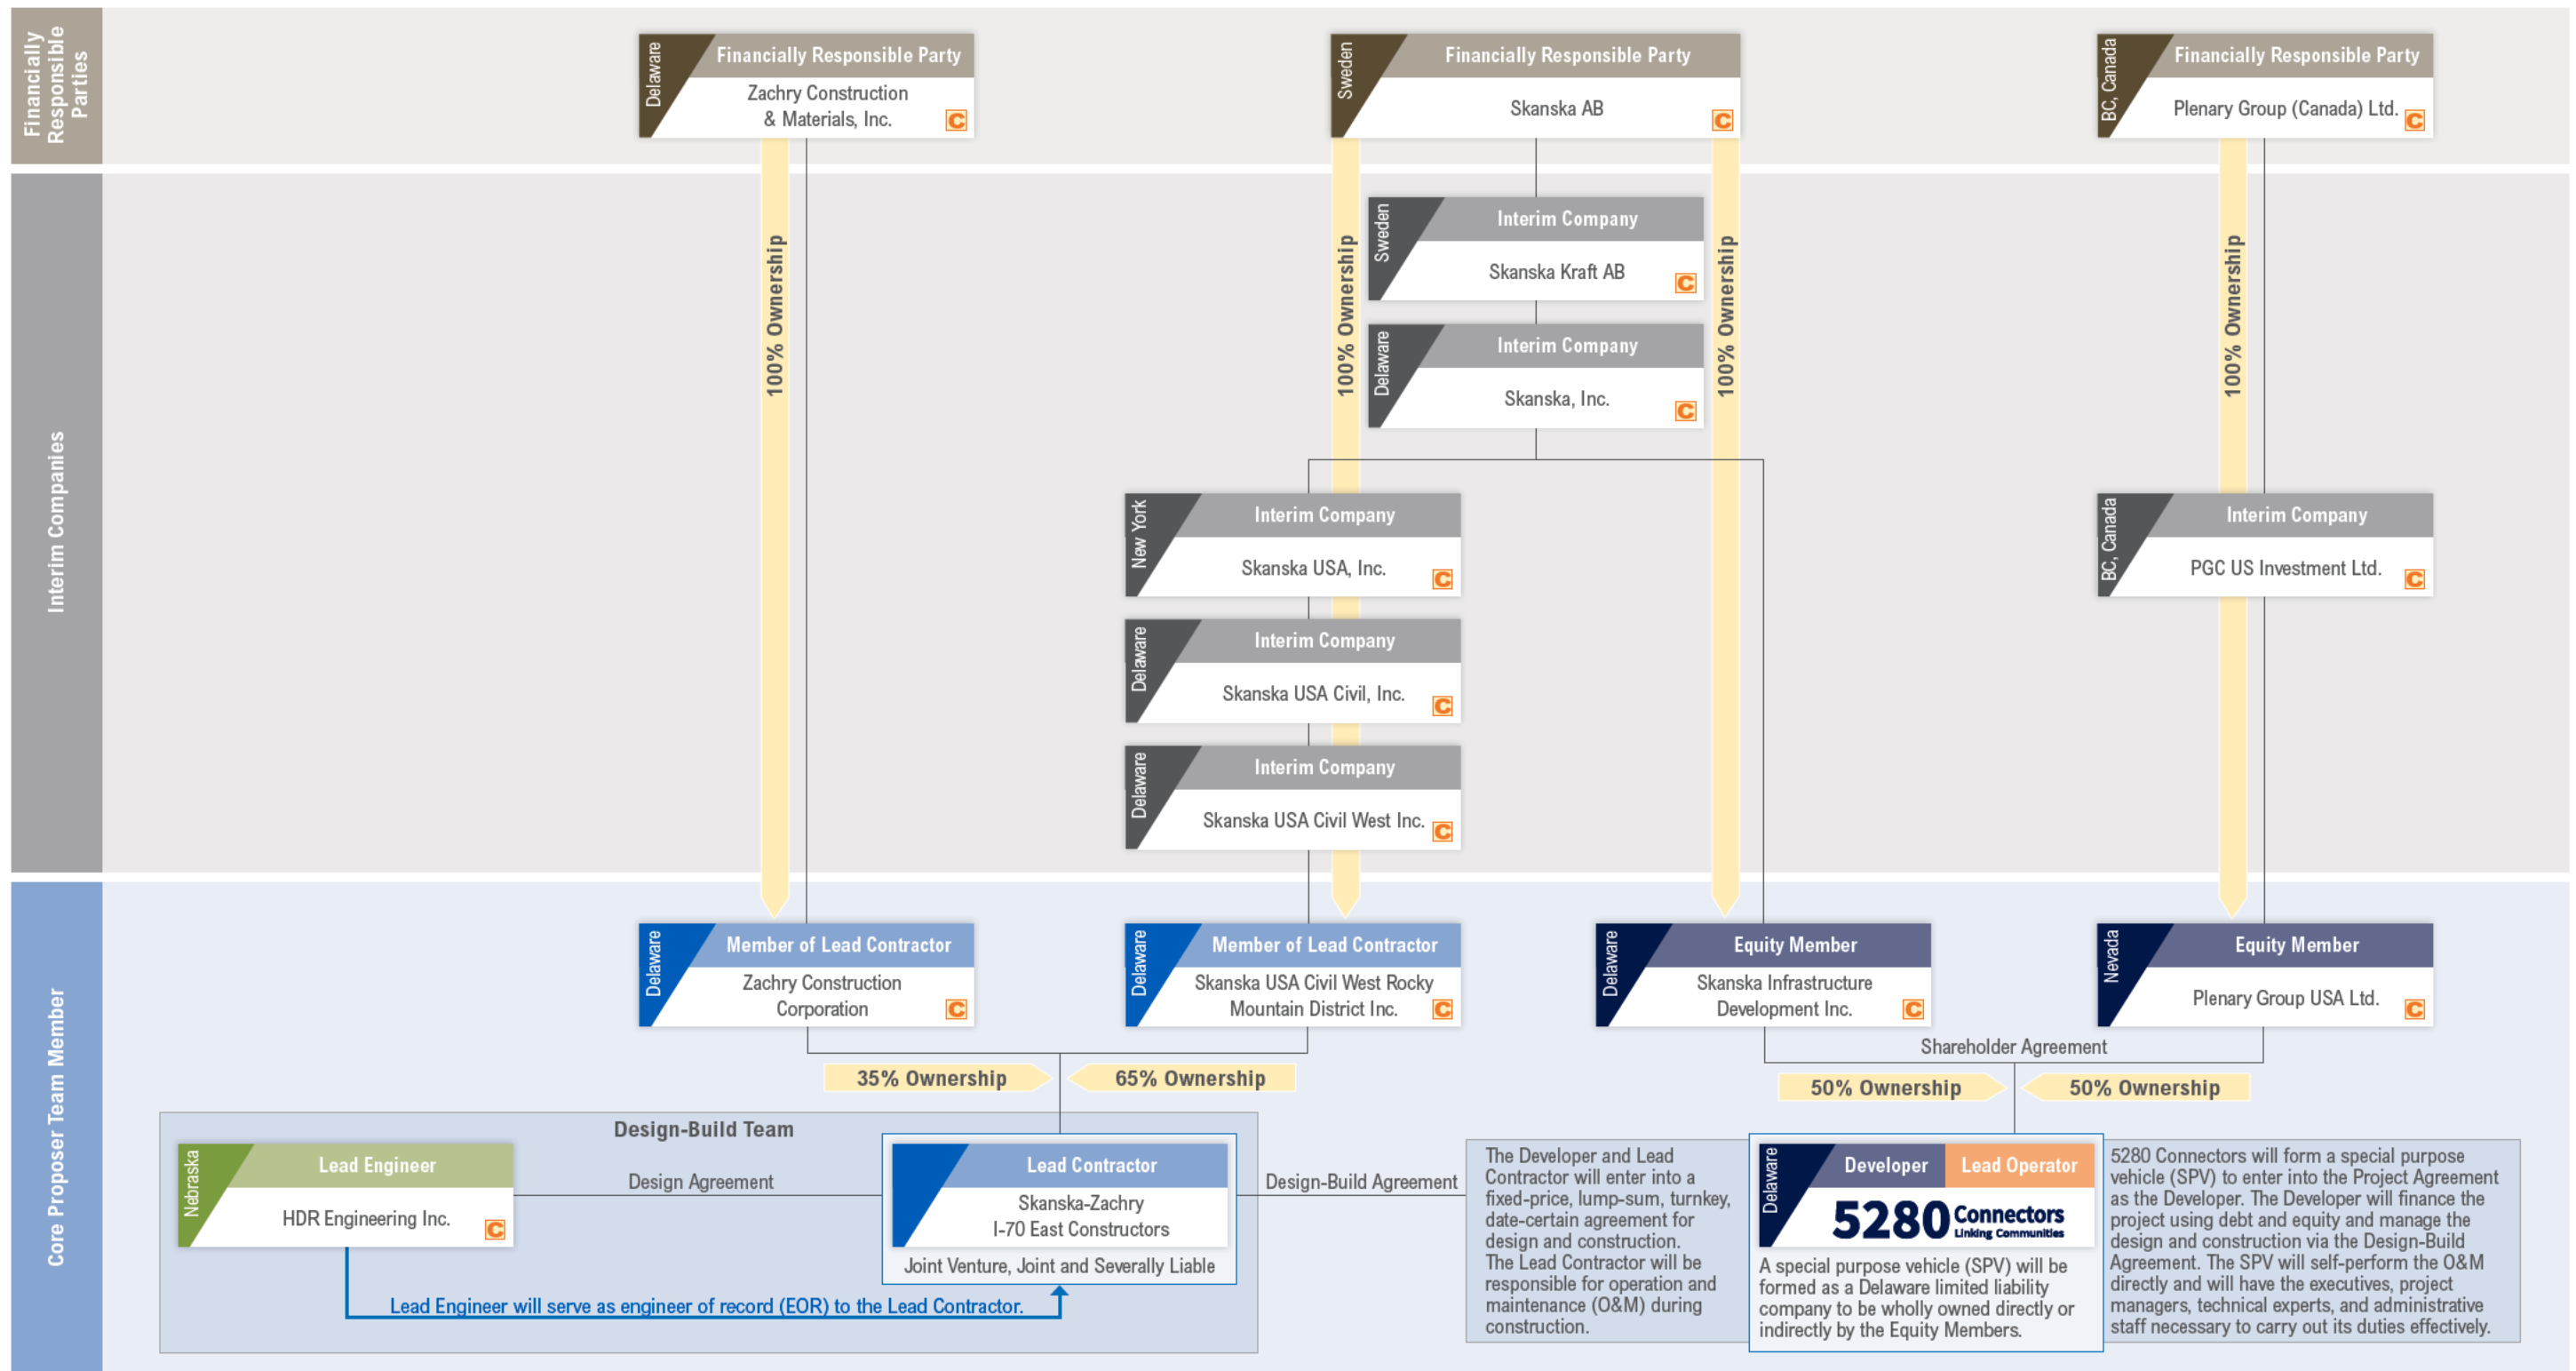 Financially
Responsible
Parties
Delaware
Financially Responsible Party
Zachry Construction
& Materials, Inc.
C
Sweden
Financially Responsible Party
Skanska AB
C
BC, Canada
Financially Responsible Party
Plenary Group (Canada) Ltd.
C
Interim Companies
100% Ownership
100% Ownership
100% Ownership
100% Ownership
Sweden
Interim Company
Skanska Kraft AB
C
Delaware
Interim Company
Skanska, Inc.
C
New York
Interim Company
Skanska USA, Inc.
C
BC, Canada
Interim Company
PGC US Investment Ltd.
C
Delaware
Interim Company
Skanska USA Civil, Inc.
C
Delaware
Interim Company
Skanska USA Civil West Inc.
C
Core Proposer Team Member
Delaware
Member of Lead Contractor
Zachry Construction
Corporation
C
Delaware
Member of Lead Contractor
Skanska USA Civil West Rocky
Mountain District Inc.
C
Delaware
Equity Member
Skanska Infrastructure
Development Inc.
C
Nevada
Equity Member
Plenary Group USA Ltd.
C
Shareholder Agreement
35% Ownership
65% Ownership
50% Ownership
50% Ownership
Design-Build Team
Nebraska
Lead Engineer
HDR Engineering Inc.
C
Design Agreement
Lead Contractor
Skanska-Zachry
I-70 East Constructors
Joint Venture, Joint and Severally Liable
Lead Engineer will serve as engineer of record (EOR) to the Lead Contractor.
Design-Build Agreement
The Developer and Lead
Contractor will enter into a
fixed-price, lump-sum, turnkey,
date-certain agreement for
design and construction.
The Lead Contractor will be
responsible for operation and
maintenance (O&M) during
construction.
Delaware
Developer
Lead Operator
5280 Connectors
Linking Communities
A special purpose vehicle (SPV) will be
formed as a Delaware limited liability
company to be wholly owned directly or
indirectly by the Equity Members.
5280 Connectors will form a special purpose
vehicle (SPV) to enter into the Project Agreement
as the Developer. The Developer will finance the
project using debt and equity and manage the
design and construction via the Design-Build
Agreement. The SPV will self-perform the O&M
directly and will have the executives, project
managers, technical experts, and administrative
staff necessary to carry out its duties effectively.